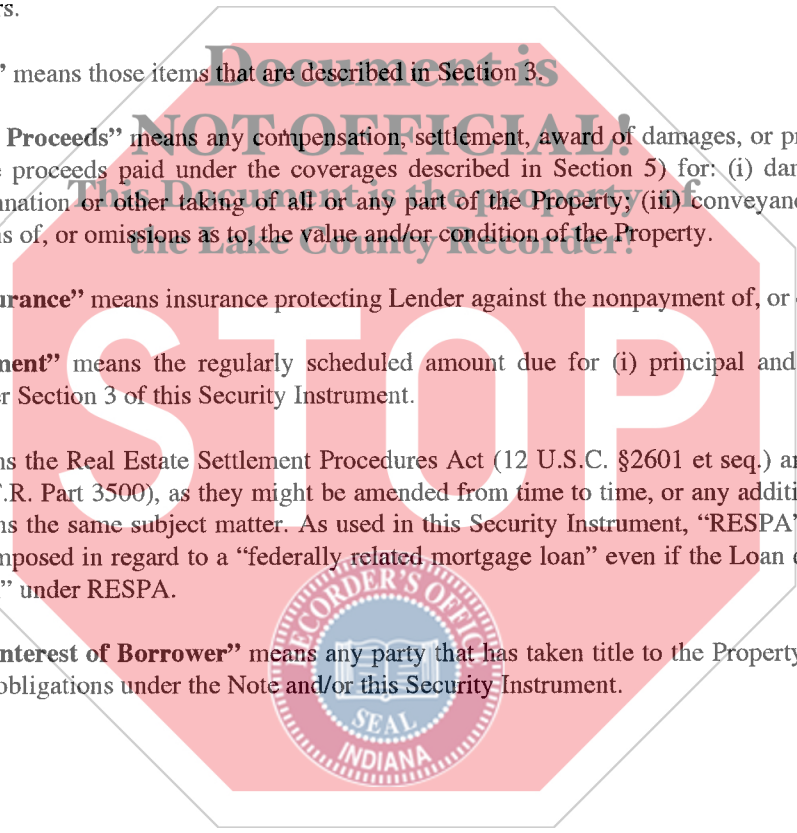 rs.
Document is
” means those items that are described in Section 3.
NOT OFFICIAL!
Proceeds” means any compensation, settlement, award of damages, or p
e proceeds paid under the coverages described in Section 5) for: (i) dam
This Document is the property of
nation or other taking of all or any part of the Property; (iii) conveyanc
the Lake County Recorder!
ns of, or omissions as to, the value and/or condition of the Property.
urance” means insurance protecting Lender against the nonpayment of, or
STOP
ment” means the regularly scheduled amount due for (i) principal and
r Section 3 of this Security Instrument.
ns the Real Estate Settlement Procedures Act (12 U.S.C. §2601 et seq.) an
F.R. Part 3500), as they might be amended from time to time, or any additi
ns the same subject matter. As used in this Security Instrument, “RESPA”
mposed in regard to a “federally related mortgage loan” even if the Loan
” under RESPA.
RECORDER'S OFFICE
nterest of Borrower” means any party that has taken title to the Property
obligations under the Note and/or this Security Instrument.
SEAL
INDIANA